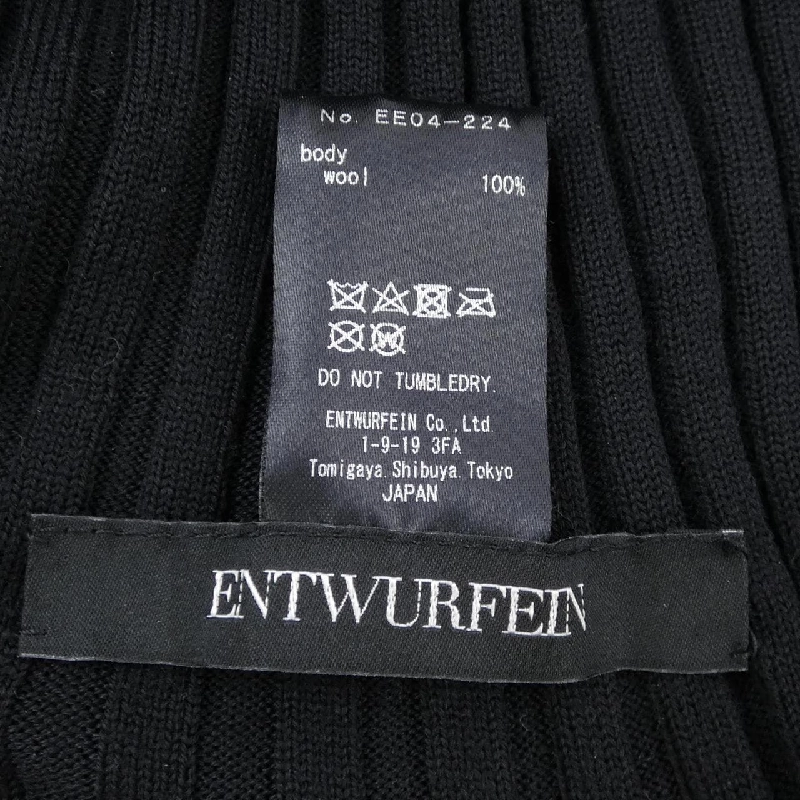 No. EE04-224
body
wool 100%
W
DO NOT TUMBLEDRY.
ENTWURFEIN Co.,Ltd.
1-9-19 3FA
Tomigaya.Shibuya.Tokyo
JAPAN
ENTWURFEIN